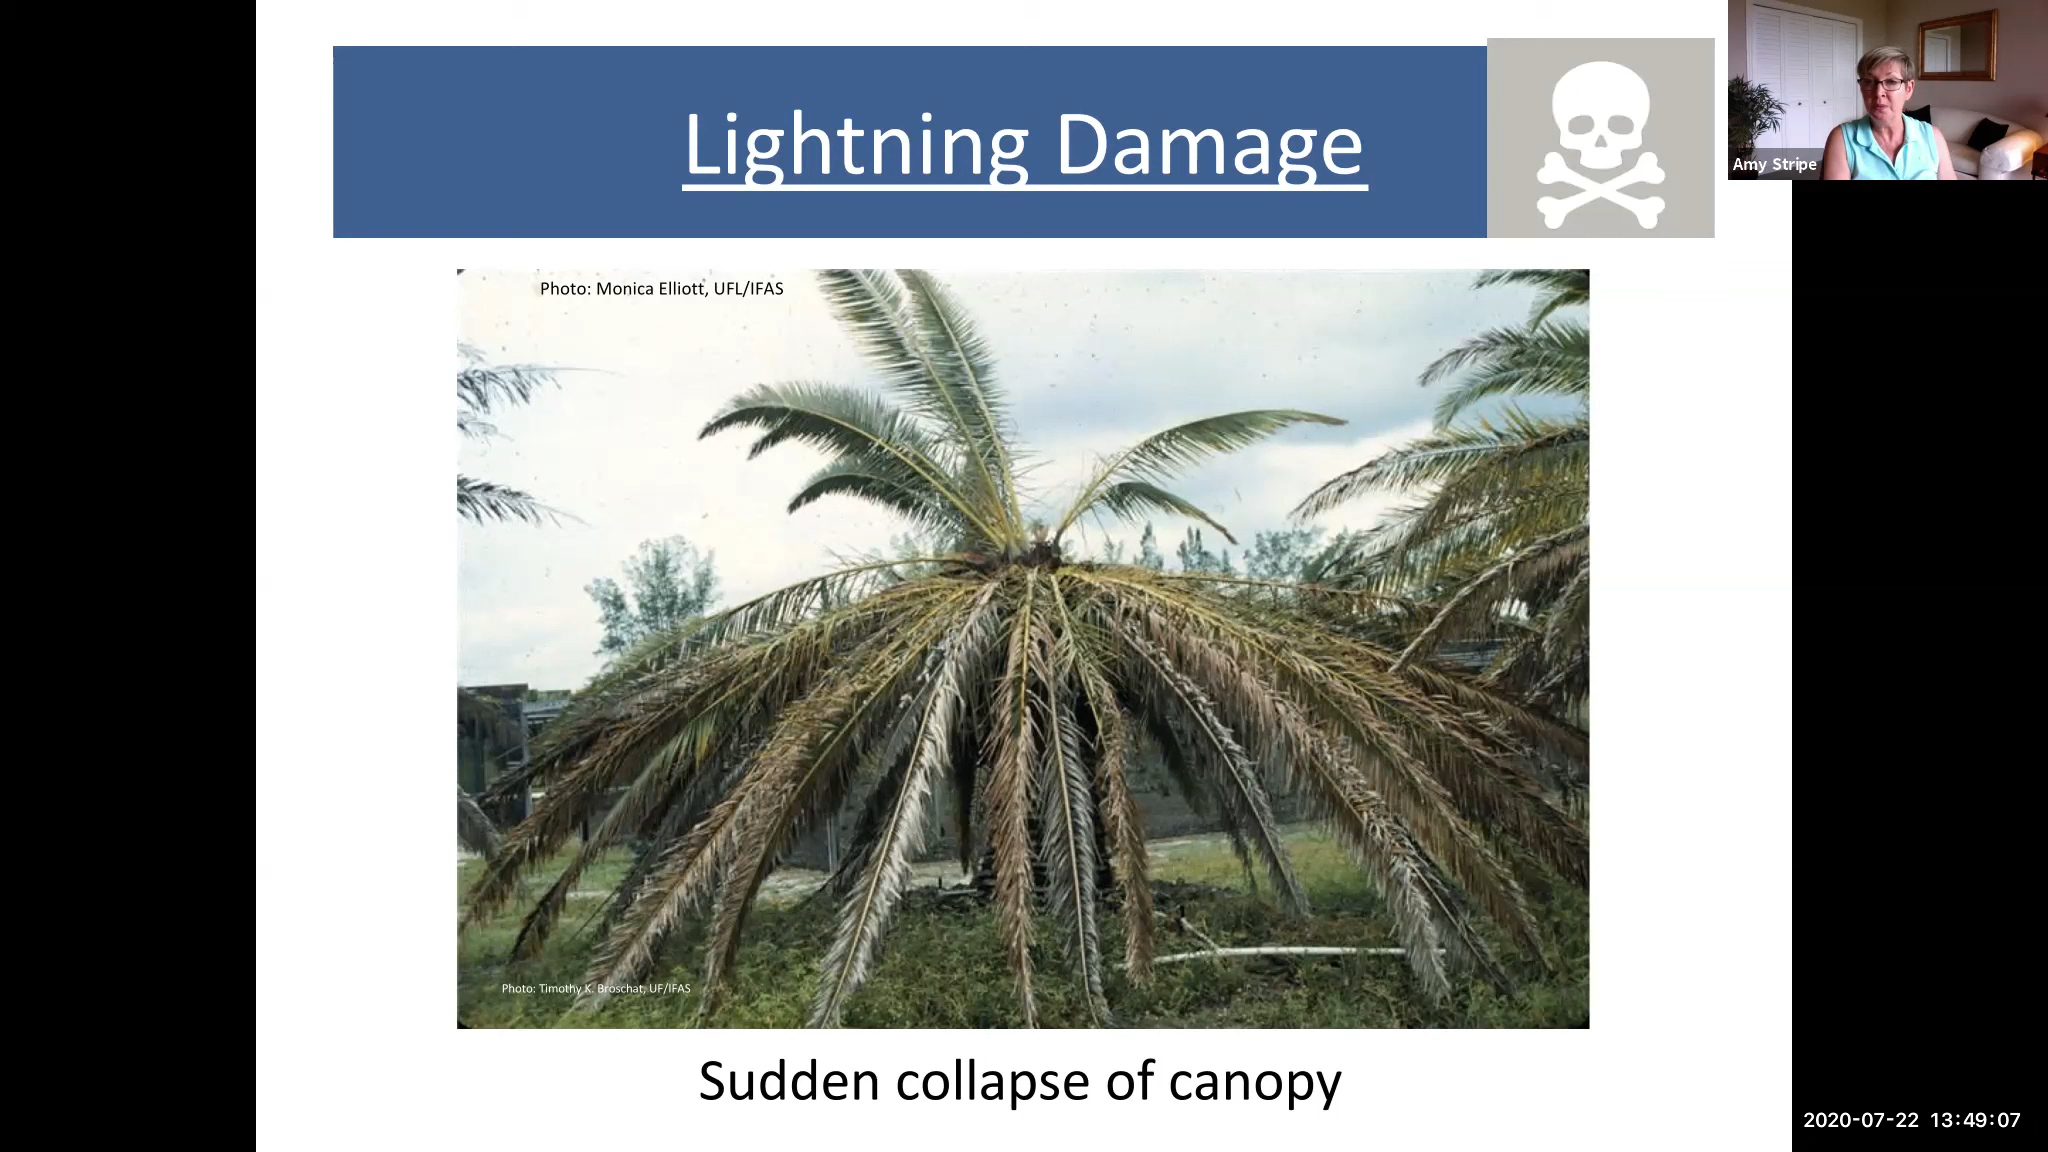 Lightning Damage
Amy Stripe
Photo: Monica Elliott, UFL/IFAS
Photo: Timothy K. Broschat, UF/IFAS
Sudden collapse of canopy
2020-07-22 13:49:07